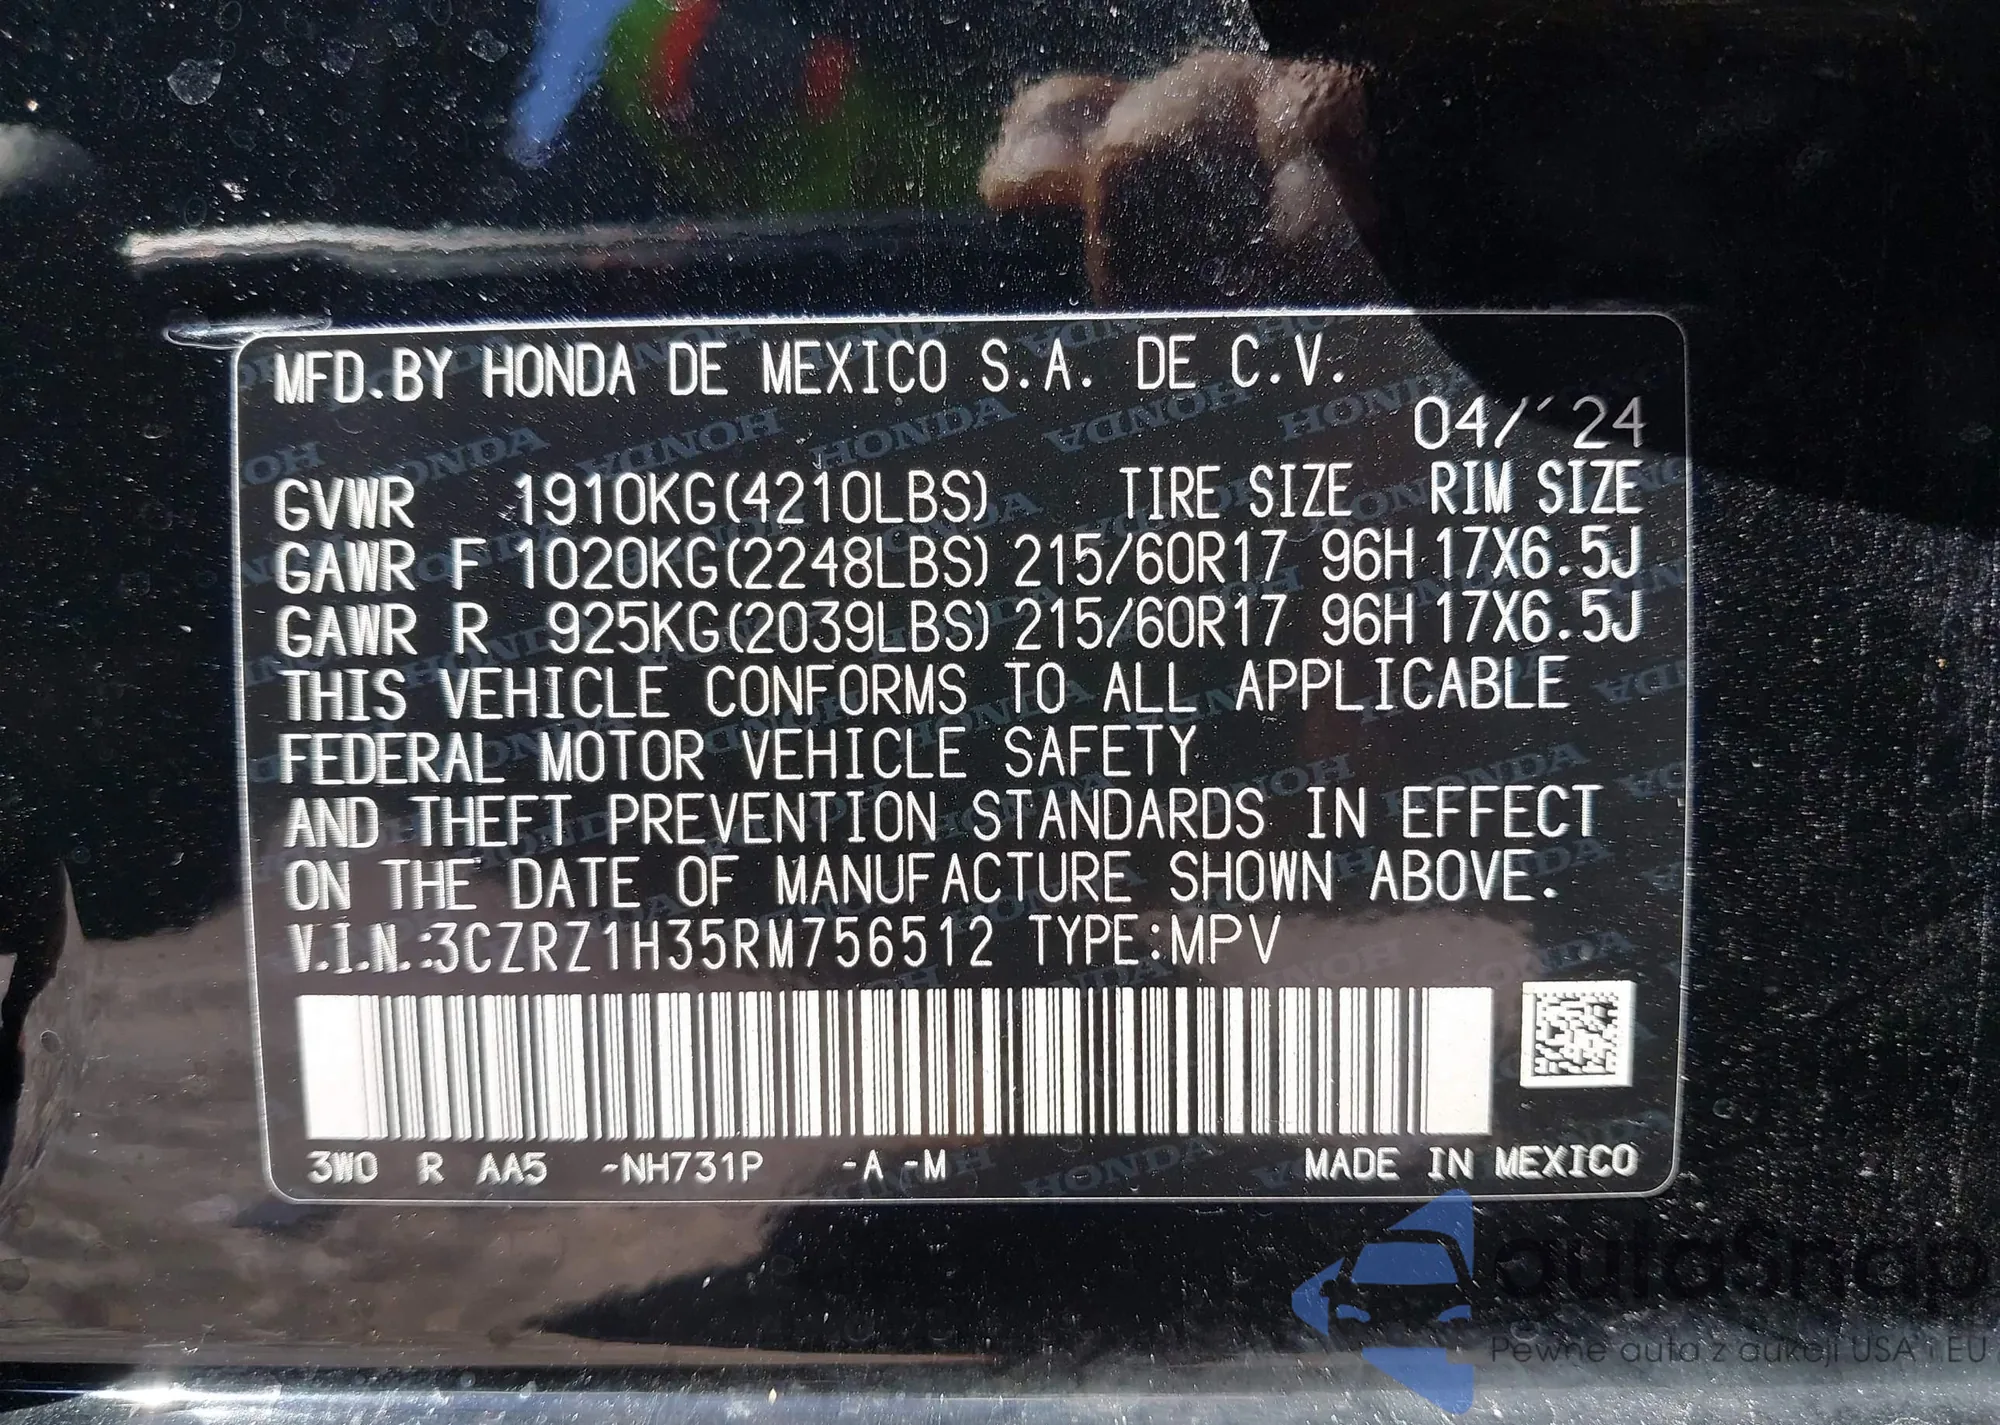 MFD.BY HONDA DE MEXICO S.A. DE C.V.
04/´24
GVWR 1910KG(4210LBS) TIRE SIZE RIM SIZE
GAWR F 1020KG(2248LBS) 215/60R17 96H 17X6.5J
GAWR R 925KG(2039LBS) 215/60R17 96H 17X6.5J
THIS VEHICLE CONFORMS TO ALL APPLICABLE
FEDERAL MOTOR VEHICLE SAFETY
AND THEFT PREVENTION STANDARDS IN EFFECT
ON THE DATE OF MANUFACTURE SHOWN ABOVE.
V.I.N.:3CZRZ1H35RM756512 TYPE:MPV
3W0 R AA5 -NH731P -A -M MADE IN MEXICO
autoSnap
Pewne auta z aukcji USA i EU